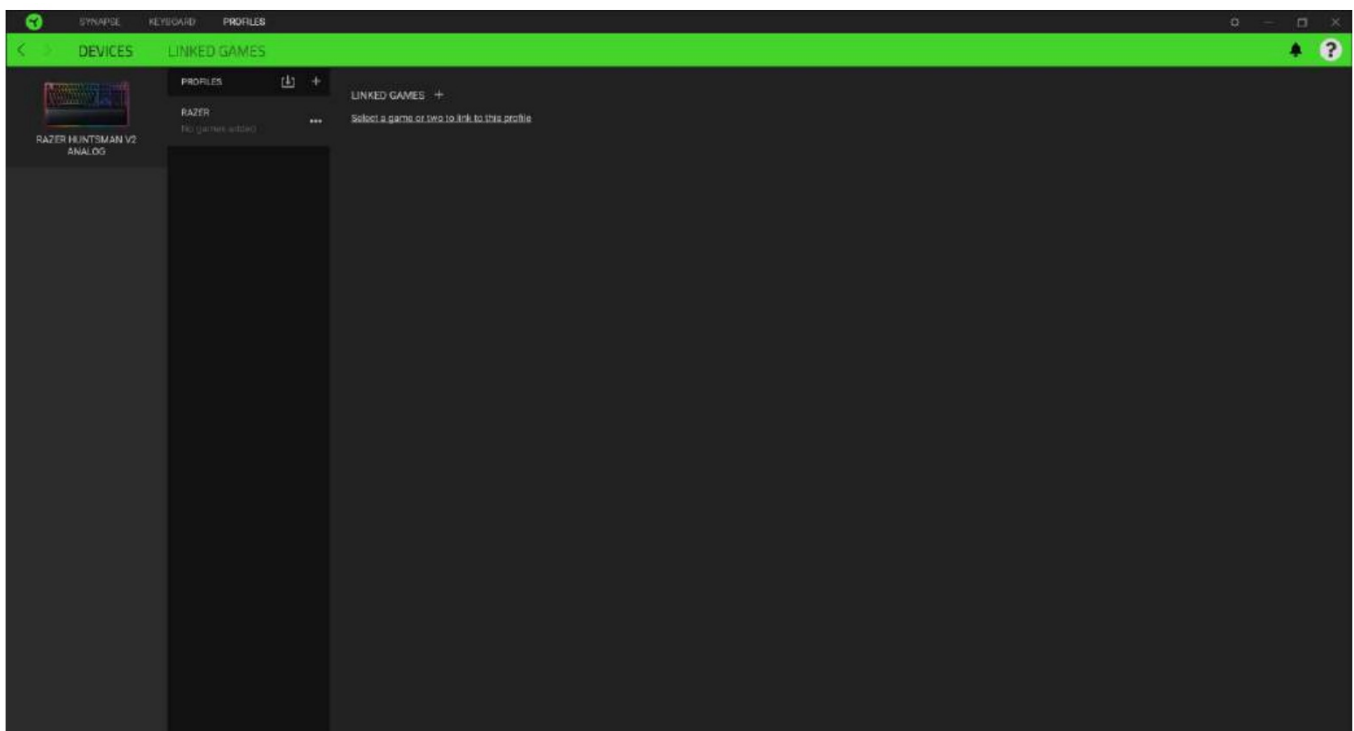 SYNAPSE KEYBOARD PROFILES
DEVICES LINKED GAMES
?
RAZER HUNTSMAN V2
ANALOG
PROFILES
RAZER
No games added
LINKED GAMES +
Select a game or two to link to this profile